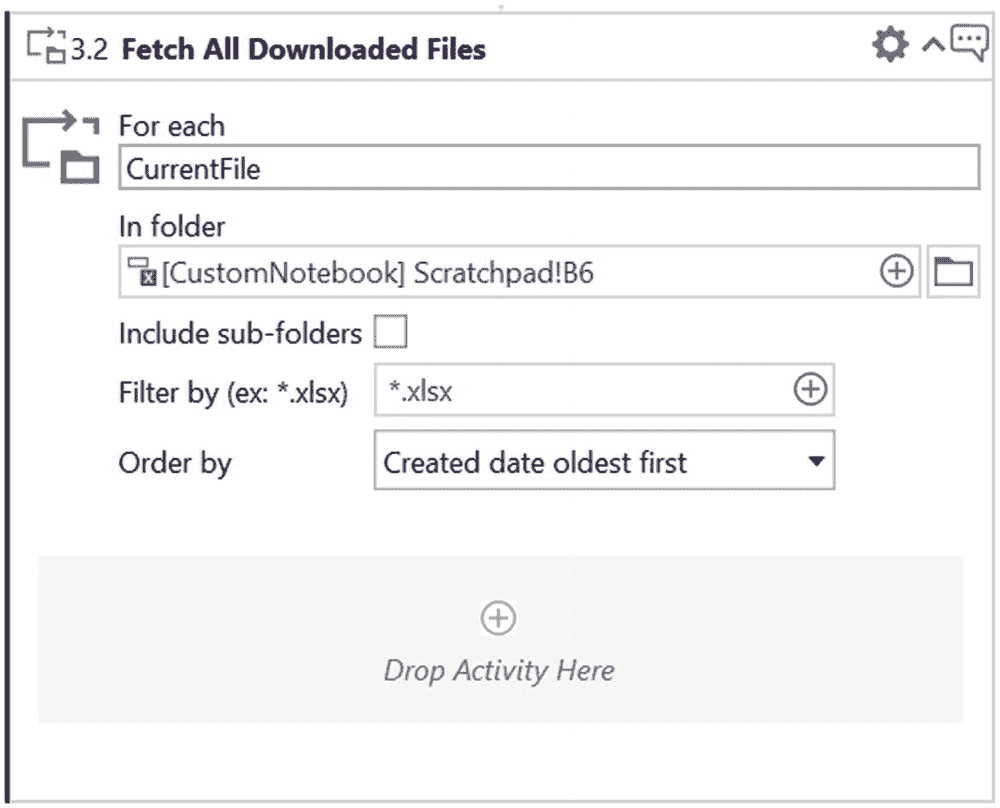 3.2 Fetch All Downloaded Files
For each
CurrentFile
In folder
[CustomNotebook] Scratchpad!B6
Include sub-folders
Filter by (ex: *.xlsx) *.xlsx
Order by Created date oldest first
Drop Activity Here